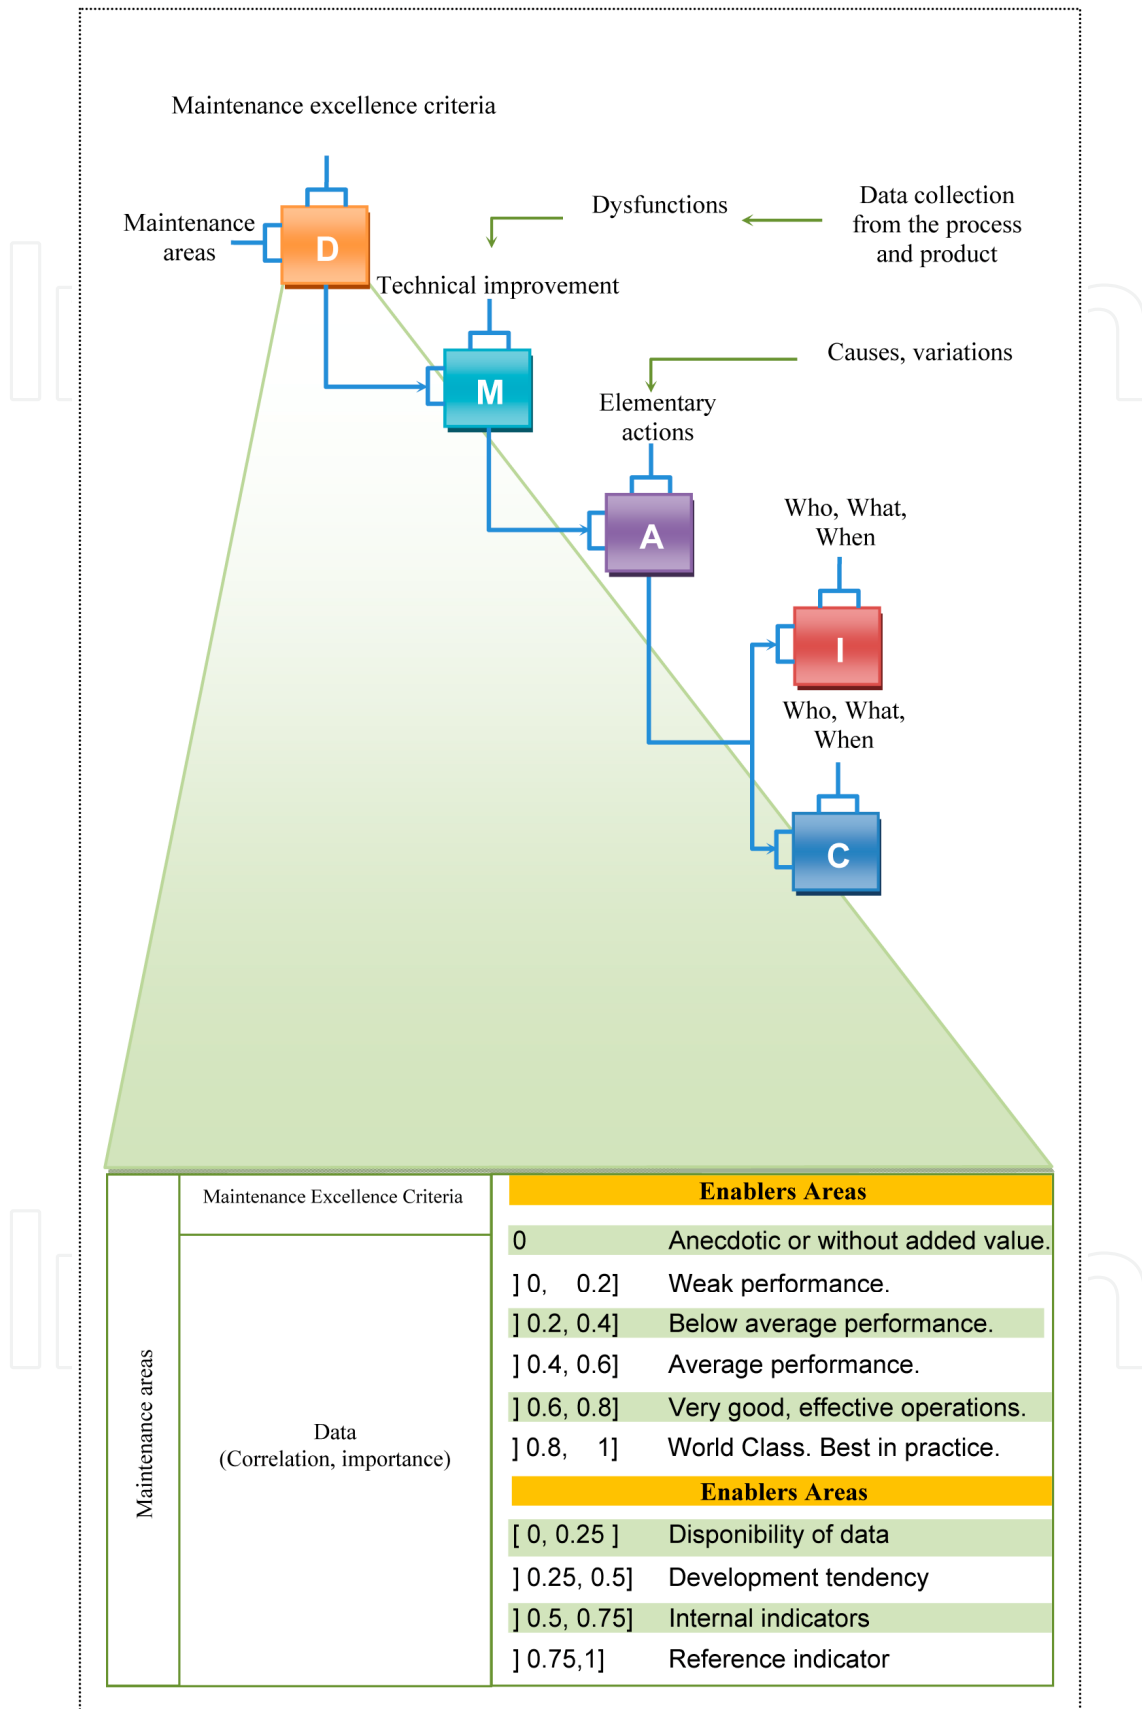 Maintenance excellence criteria
Maintenance
areas
D
Dysfunctions
Data collection
from the process
and product
Technical improvement
M
Causes, variations
Elementary
actions
A
Who, What,
When
I
Who, What,
When
C
Maintenance areas
Maintenance Excellence Criteria
Data
(Correlation, importance)
Enablers Areas
0 Anecdotic or without added value.
] 0, 0.2] Weak performance.
] 0.2, 0.4] Below average performance.
] 0.4, 0.6] Average performance.
] 0.6, 0.8] Very good, effective operations.
] 0.8, 1] World Class. Best in practice.
Enablers Areas
[ 0, 0.25 ] Disponibility of data
] 0.25, 0.5] Development tendency
] 0.5, 0.75] Internal indicators
] 0.75,1] Reference indicator